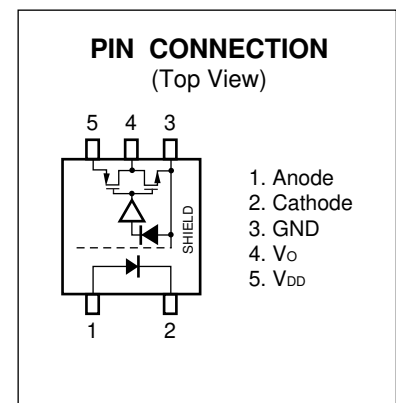 PIN CONNECTION
(Top View)
5 4 3
SHIELD
1 2
1. Anode
2. Cathode
3. GND
4. VO
5. VDD